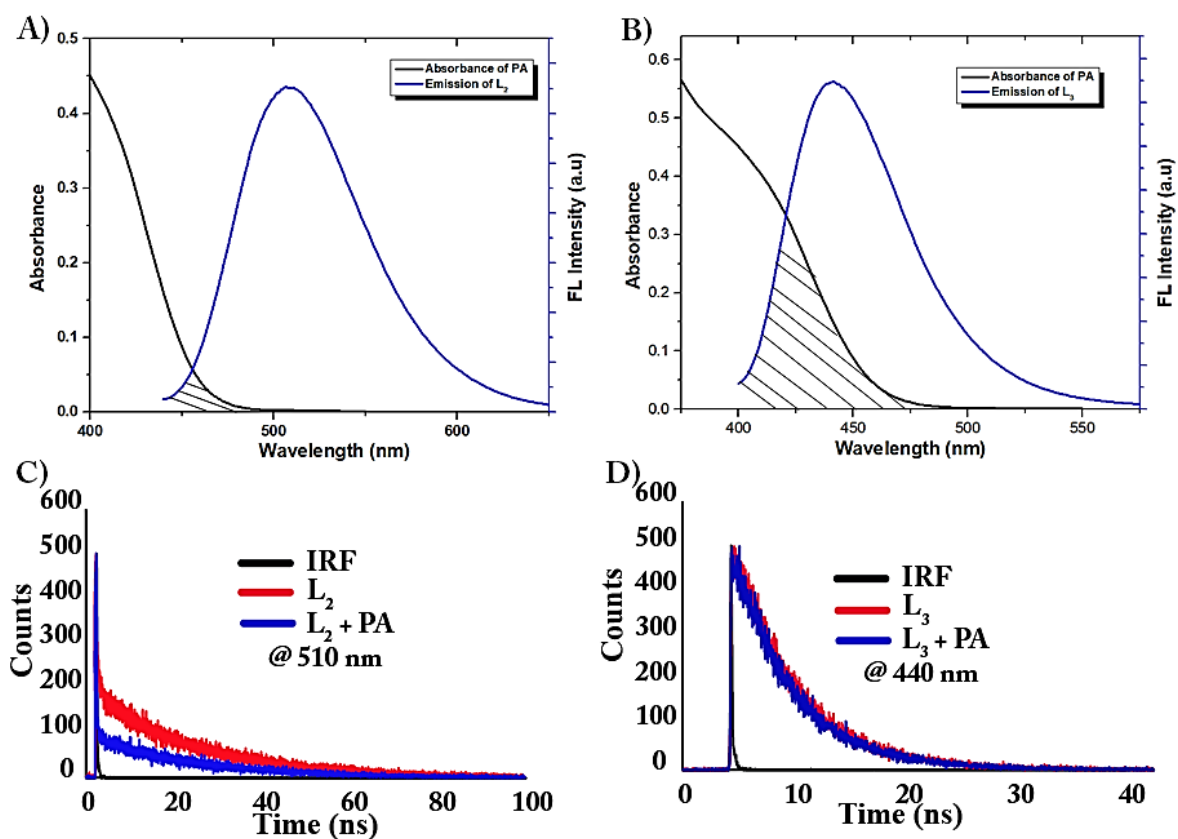 A)
0.5
0.4
0.3
0.2
0.1
0.0
Absorbance
Absorbance of PA
Emission of L2
FL Intensity (a.u)
400 500 600
Wavelength (nm)
B)
0.6
0.5
0.4
0.3
0.2
0.1
0.0
Absorbance
Absorbance of PA
Emission of L3
FL Intensity (a.u)
400 450 500 550
Wavelength (nm)
C)
600
500
400
300
200
100
0
Counts
IRF
L2
L2 + PA
@ 510 nm
0 20 40 60 80 100
Time (ns)
D)
600
500
400
300
200
100
0
Counts
IRF
L3
L3 + PA
@ 440 nm
0 10 20 30 40
Time (ns)